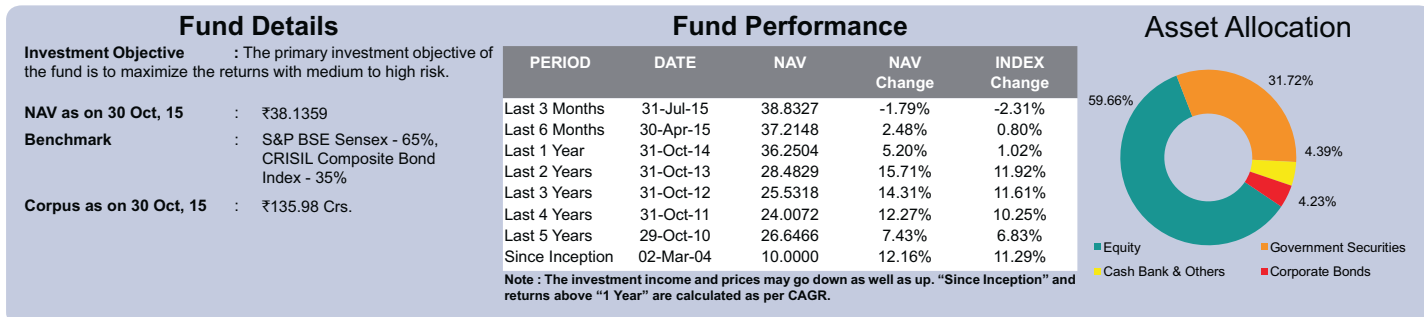 Fund Details
Investment Objective : The primary investment objective of
the fund is to maximize the returns with medium to high risk.
NAV as on 30 Oct, 15 : ₹38.1359
Benchmark : S&P BSE Sensex - 65%,
CRISIL Composite Bond
Index - 35%
Corpus as on 30 Oct, 15 : ₹135.98 Crs.
Fund Performance
PERIOD DATE NAV NAV Change INDEX Change
Last 3 Months 31-Jul-15 38.8327 -1.79% -2.31%
Last 6 Months 30-Apr-15 37.2148 2.48% 0.80%
Last 1 Year 31-Oct-14 36.2504 5.20% 1.02%
Last 2 Years 31-Oct-13 28.4829 15.71% 11.92%
Last 3 Years 31-Oct-12 25.5318 14.31% 11.61%
Last 4 Years 31-Oct-11 24.0072 12.27% 10.25%
Last 5 Years 29-Oct-10 26.6466 7.43% 6.83%
Since Inception 02-Mar-04 10.0000 12.16% 11.29%
Note : The investment income and prices may go down as well as up. “Since Inception” and
returns above “1 Year” are calculated as per CAGR.
Asset Allocation
31.72%
59.66%
4.39%
4.23%
Equity Government Securities
Cash Bank & Others Corporate Bonds